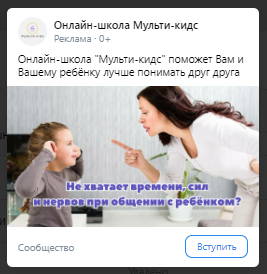 Онлайн-школа Мульти-кидс
Реклама · 0+
Онлайн-школа "Мульти-кидс" поможет Вам и
Вашему ребёнку лучше понимать друг друга
Не хватает времени, сил
и нервов при общении с ребёнком?
Сообщество
Вступить